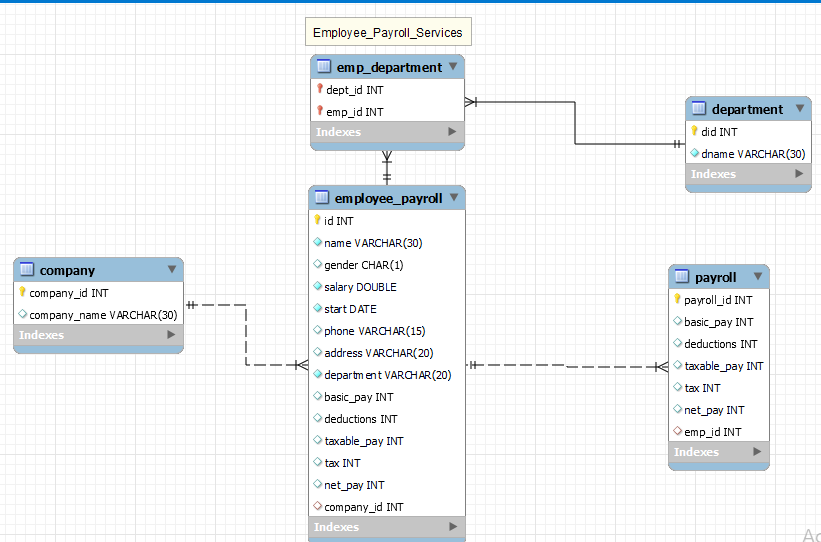 Employee_Payroll_Services
emp_department
dept_id INT
emp_id INT
Indexes
department
did INT
dname VARCHAR(30)
Indexes
employee_payroll
id INT
name VARCHAR(30)
gender CHAR(1)
salary DOUBLE
start DATE
phone VARCHAR(15)
address VARCHAR(20)
department VARCHAR(20)
basic_pay INT
deductions INT
taxable_pay INT
tax INT
net_pay INT
company_id INT
Indexes
company
company_id INT
company_name VARCHAR(30)
Indexes
payroll
payroll_id INT
basic_pay INT
deductions INT
taxable_pay INT
tax INT
net_pay INT
emp_id INT
Indexes